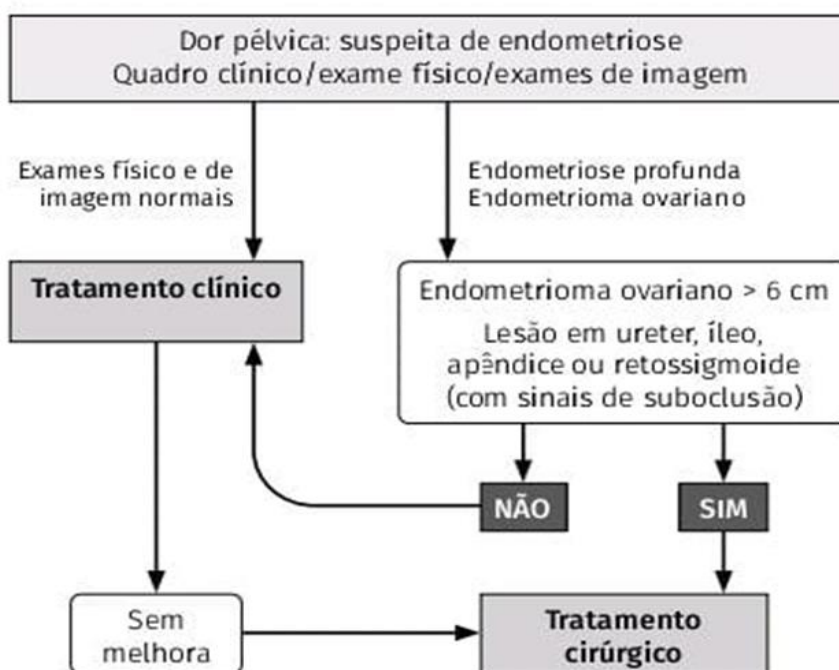 Dor pélvica: suspeita de endometriose
Quadro clínico/exame físico/exames de imagem
Exames físico e de
imagem normais
Endometriose profunda
Endometrioma ovariano
Tratamento clínico
Endometrioma ovariano > 6 cm
Lesão em ureter, íleo,
apêndice ou retossigmoide
(com sinais de suboclusão)
NÃO
SIM
Sem
melhora
Tratamento
cirúrgico